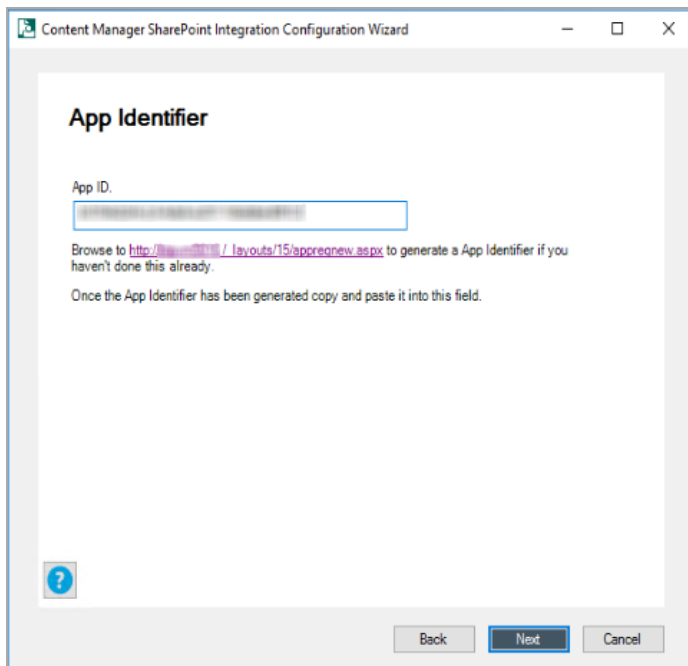 Content Manager SharePoint Integration Configuration Wizard
App Identifier
App ID.
Browse to http:// /_layouts/15/appregnew.aspx to generate a App Identifier if you
haven't done this already.
Once the App Identifier has been generated copy and paste it into this field.
?
Back Next Cancel